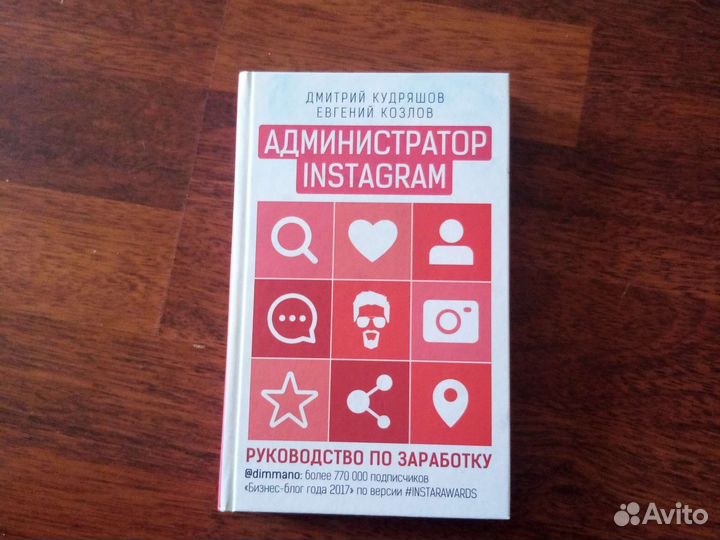 ДМИТРИЙ КУДРЯШОВ
ЕВГЕНИЙ КОЗЛОВ
АДМИНИСТРАТОР
INSTAGRAM
РУКОВОДСТВО ПО ЗАРАБОТКУ
@dimmano: более 770 000 подписчиков
«Бизнес-блог года 2017» по версии #INSTARAWARDS
Avito